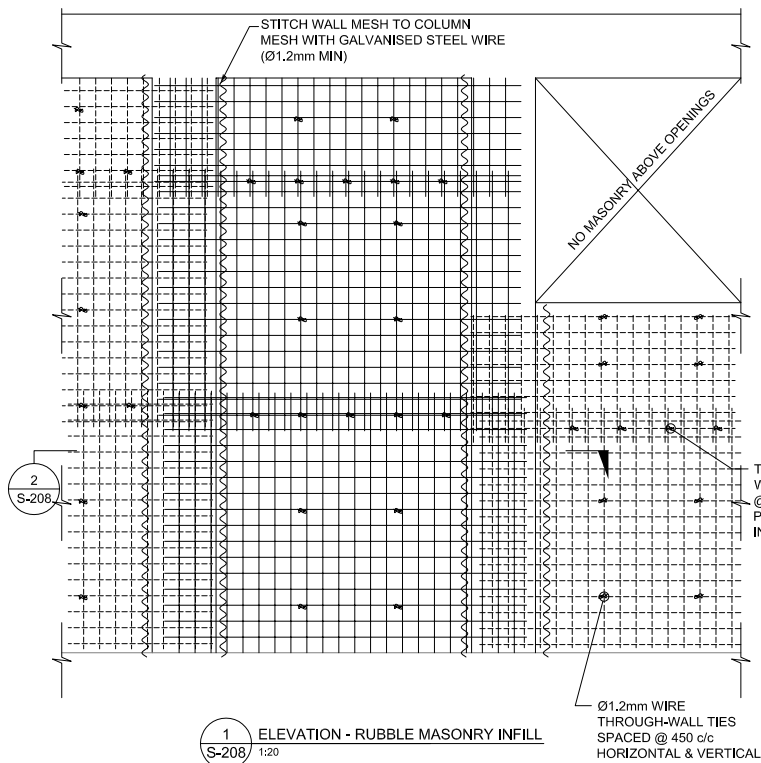 STITCH WALL MESH TO COLUMN
MESH WITH GALVANISED STEEL WIRE
(Ø1.2mm MIN)
NO MASONRY ABOVE OPENINGS
2
S-208
Ø1.2mm WIRE
THROUGH-WALL TIES
SPACED @ 450 c/c
HORIZONTAL & VERTICAL
1
S-208
ELEVATION - RUBBLE MASONRY INFILL
1:20